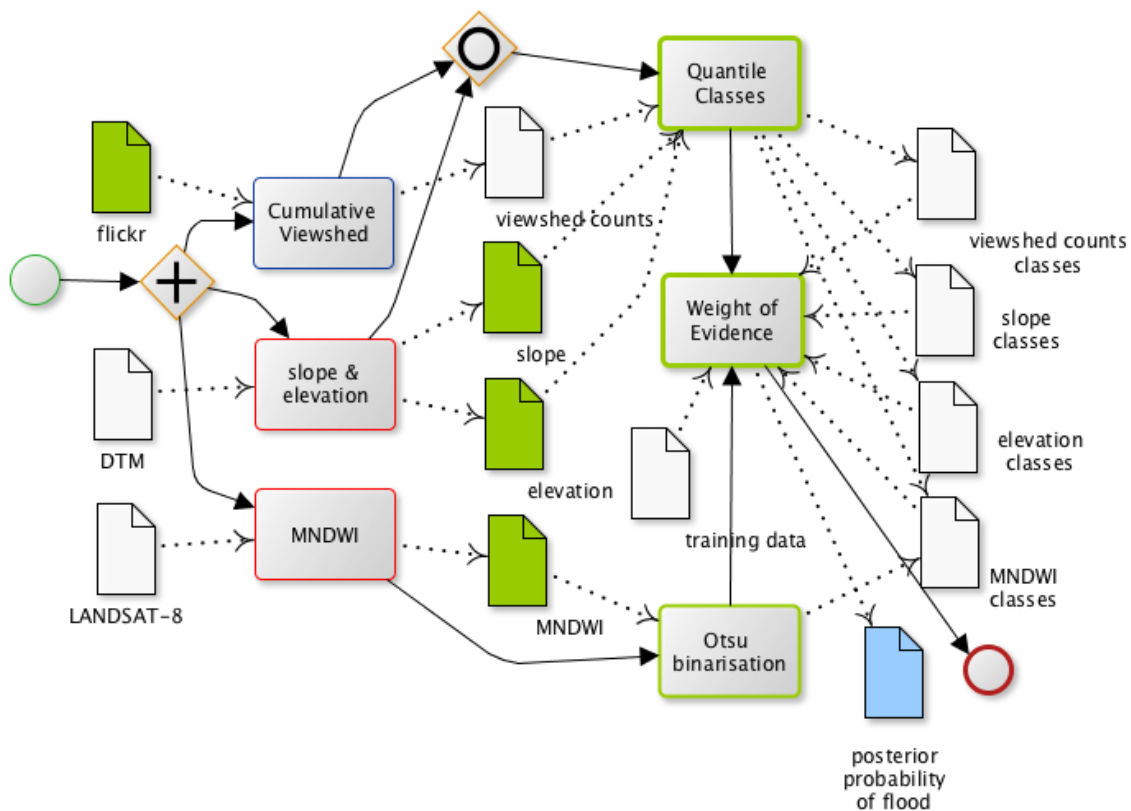 Quantile
Classes
flickr
Cumulative
Viewshed
viewshed counts
viewshed counts
classes
Weight of
Evidence
slope
classes
slope &
elevation
slope
DTM
elevation
elevation
classes
training data
MNDWI
LANDSAT-8
MNDWI
MNDWI
classes
Otsu
binarisation
posterior
probability
of flood